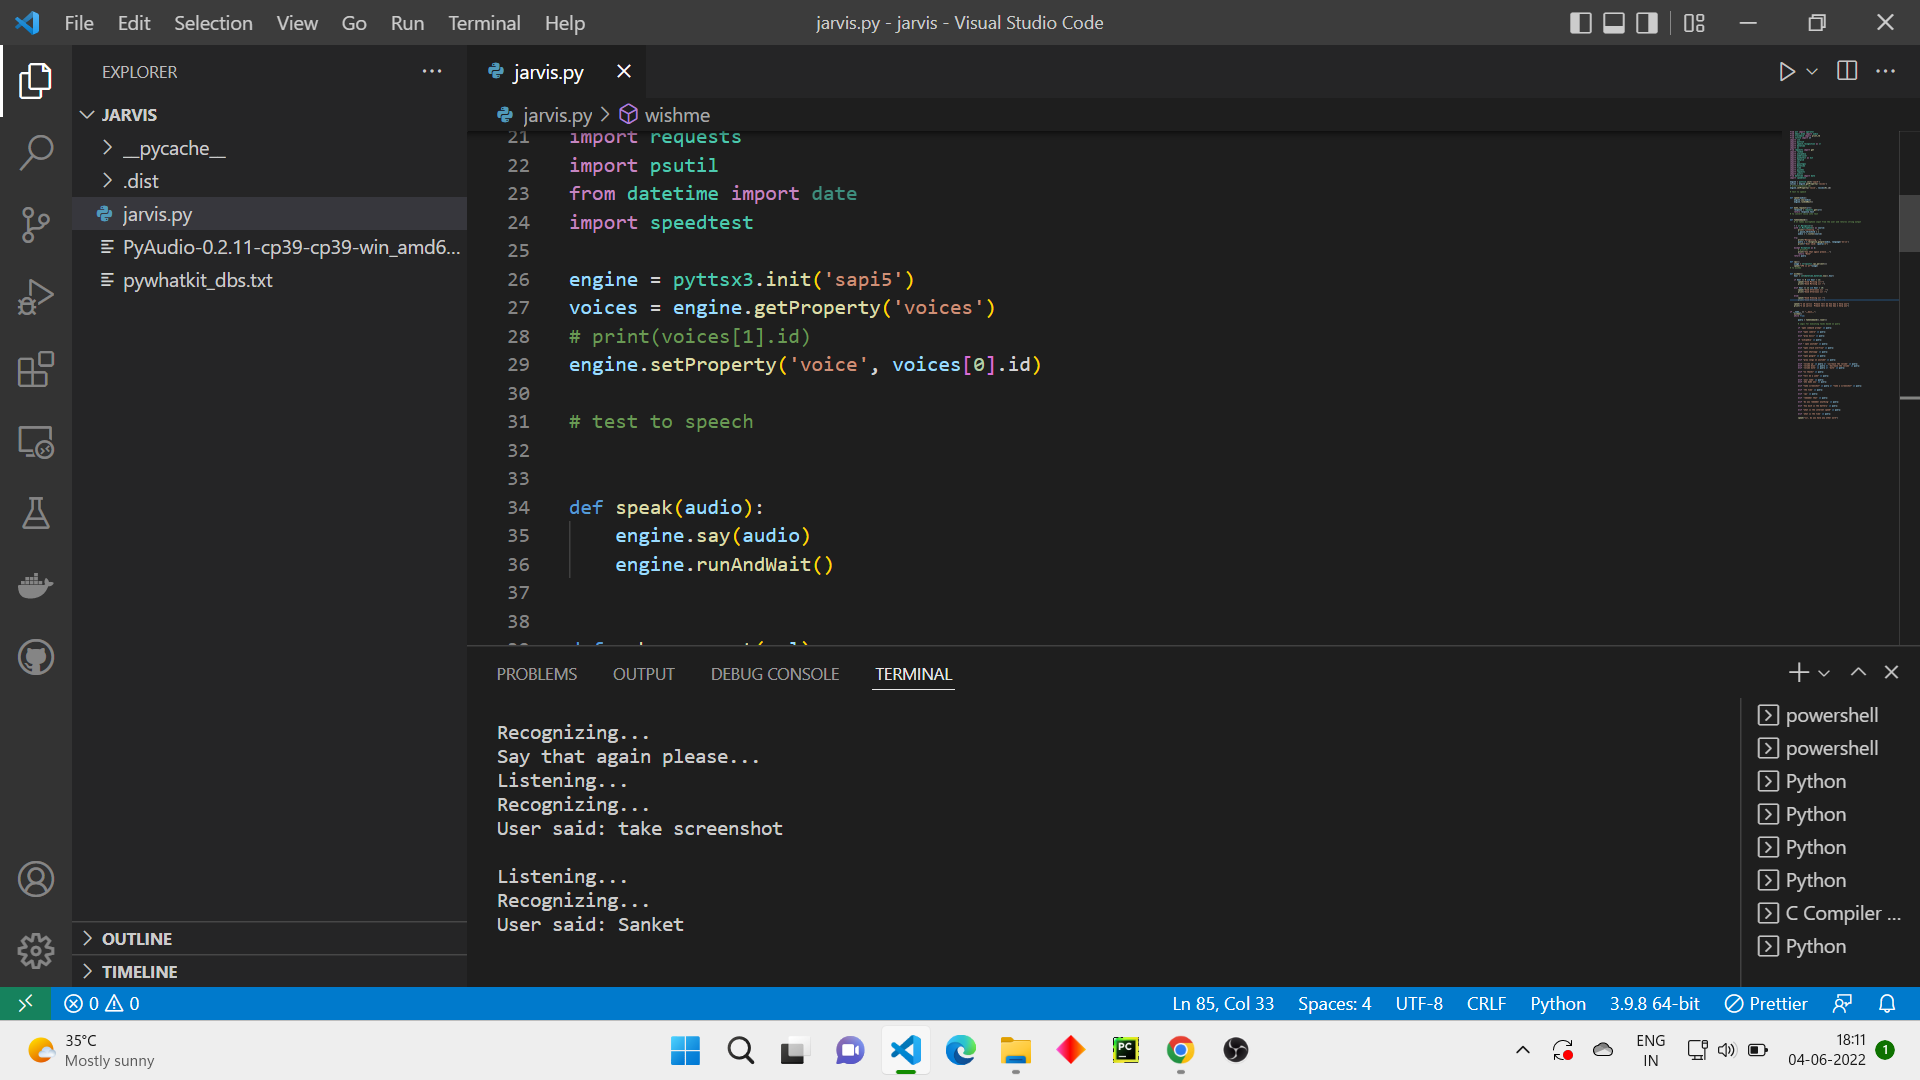 File Edit Selection View Go Run Terminal Help
jarvis.py - jarvis - Visual Studio Code
EXPLORER
JARVIS
__pycache__
.dist
jarvis.py
PyAudio-0.2.11-cp39-cp39-win_amd6...
pywhatkit_dbs.txt
OUTLINE
TIMELINE
jarvis.py
jarvis.py > wishme
21 import requests
22 import psutil
23 from datetime import date
24 import speedtest
25
26 engine = pyttsx3.init('sapi5')
27 voices = engine.getProperty('voices')
28 # print(voices[1].id)
29 engine.setProperty('voice', voices[0].id)
30
31 # test to speech
32
33
34 def speak(audio):
35 engine.say(audio)
36 engine.runAndWait()
37
38
PROBLEMS OUTPUT DEBUG CONSOLE TERMINAL
Recognizing...
Say that again please...
Listening...
Recognizing...
User said: take screenshot
Listening...
Recognizing...
User said: Sanket
powershell
powershell
Python
Python
Python
Python
C Compiler ...
Python
0 0
Ln 85, Col 33 Spaces: 4 UTF-8 CRLF Python 3.9.8 64-bit Prettier
35°C
Mostly sunny
PC
ENG
IN
18:11
04-06-2022
1